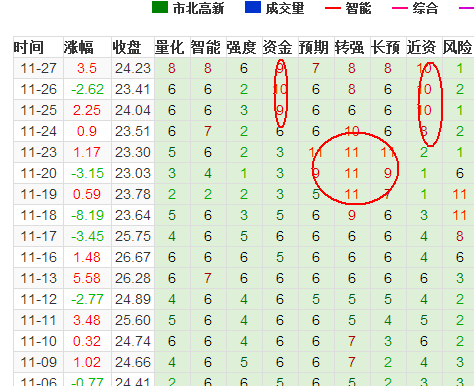 市北高新 成交量 智能 综合
时间 涨幅 收盘 量化 智能 强度 资金 预期 转强 长预 近资 风险
11-27 3.5 24.23 8 8 6 9 7 8 8 10 1
11-26 -2.62 23.41 6 6 2 10 6 8 6 10 2
11-25 2.25 24.04 6 6 3 9 6 6 6 10 1
11-24 0.9 23.51 6 7 2 6 6 10 6 8 2
11-23 1.17 23.30 5 6 2 3 11 11 11 2 1
11-20 -3.15 23.03 3 4 1 3 9 11 9 1 6
11-19 0.59 23.78 2 2 2 3 5 11 7 1 11
11-18 -8.19 23.64 5 6 3 5 6 9 6 3 11
11-17 -3.45 25.75 4 6 5 6 6 6 6 4 8
11-16 1.48 26.67 6 6 6 5 6 6 6 6 6
11-13 5.58 26.28 6 7 6 6 6 6 6 6 3
11-12 -2.77 24.89 4 6 4 6 5 5 5 4 2
11-11 3.48 25.60 5 6 4 6 6 5 4 5 2
11-10 0.32 24.74 6 6 4 6 6 7 3 6 2
11-09 1.02 24.66 4 6 5 6 6 7 4 4 3
11-06 -0.77 24.41 2 6 6 5 6 5 2 3